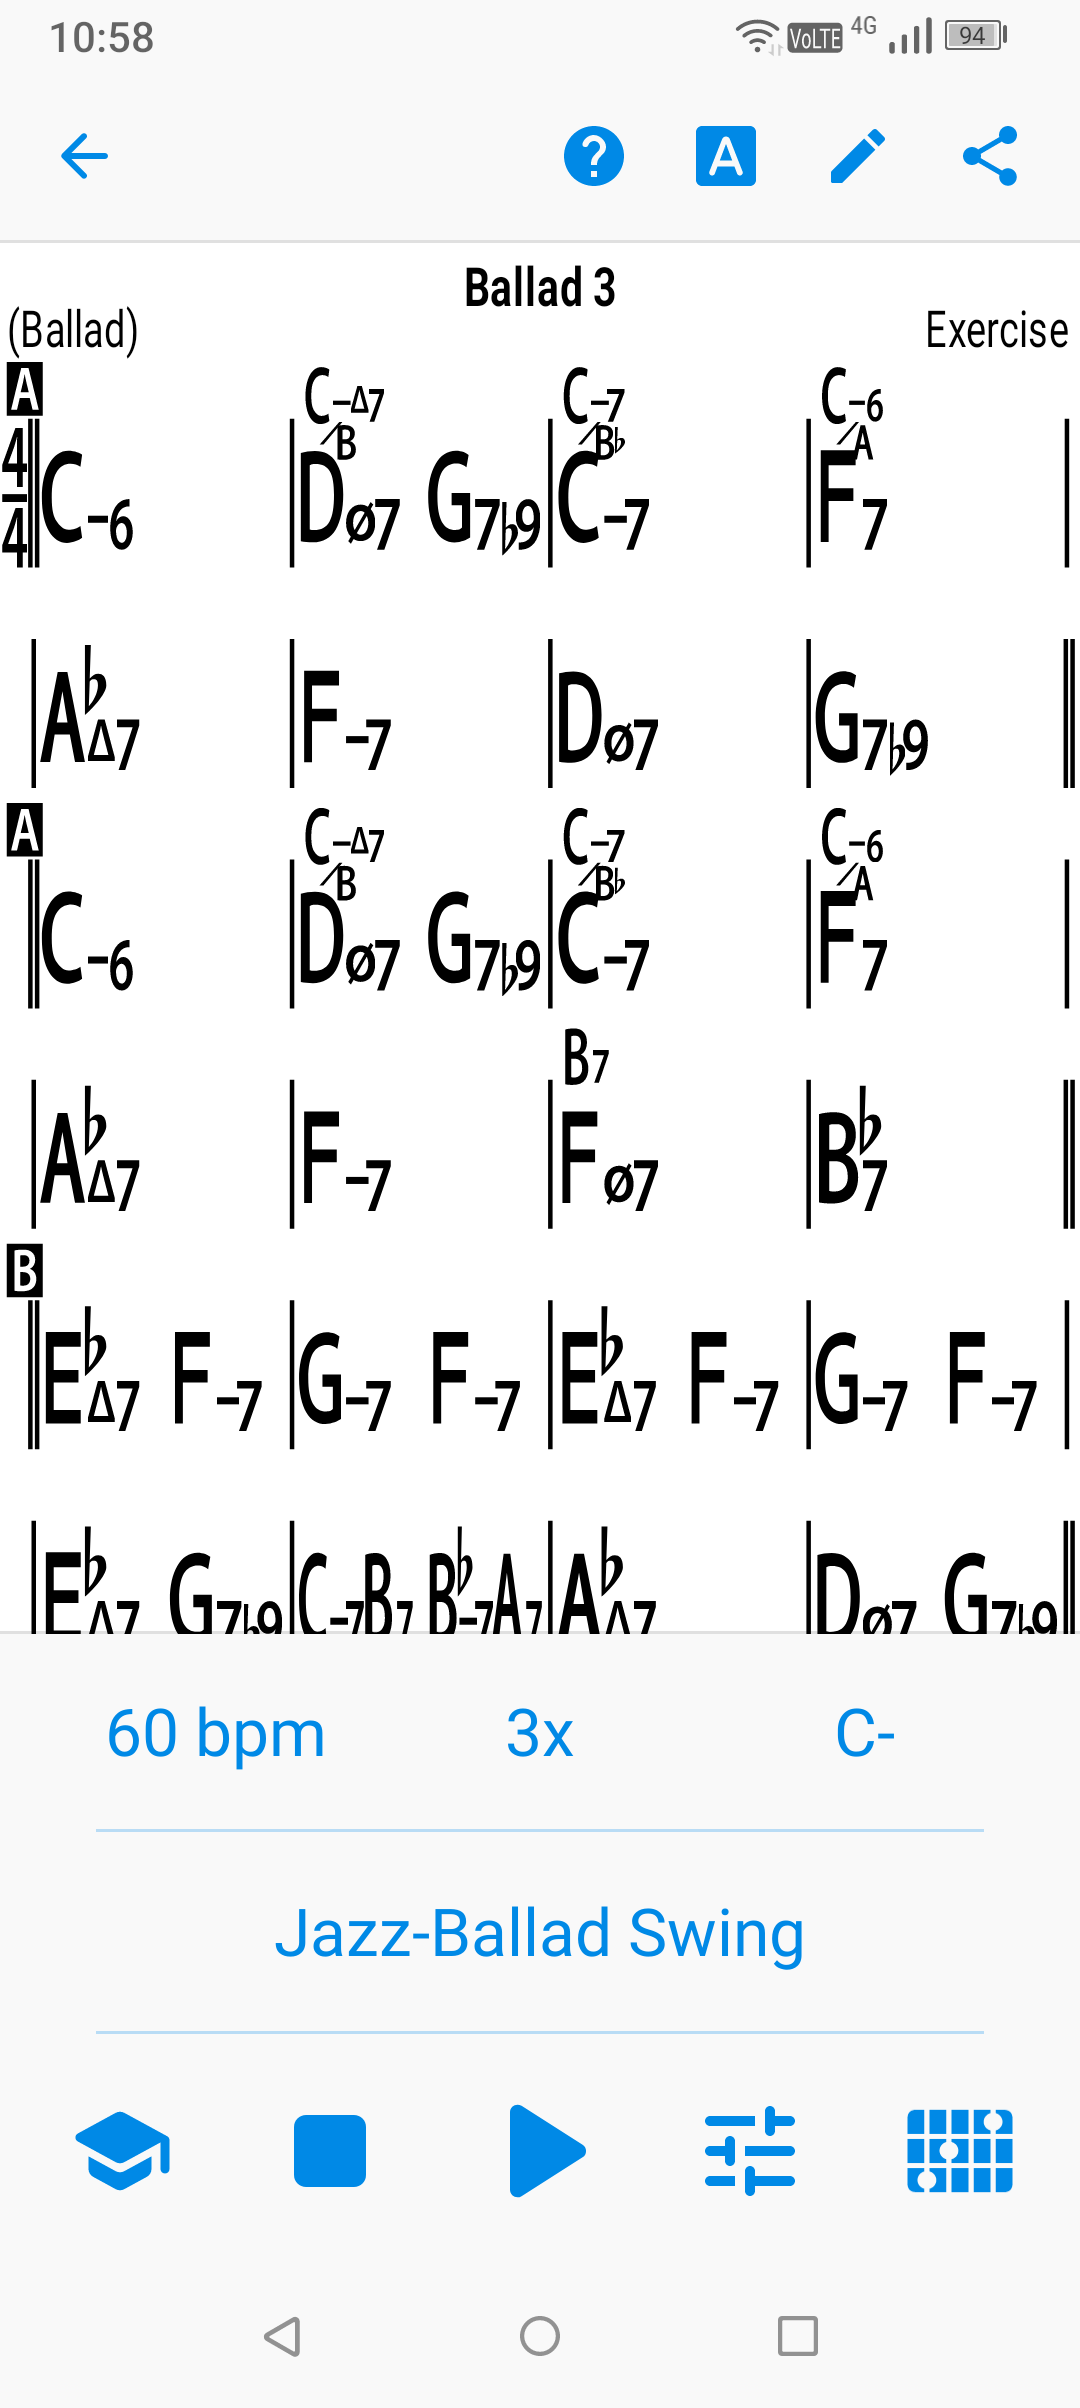 10:58 VoLTE 4G 94
A
Ballad 3
(Ballad) Exercise
A
C–Δ7/B C–7/B♭ C–6/A
4/4 C–6 Dø7 G7♭9 C–7 F7
A♭Δ7 F–7 Dø7 G7♭9
A
C–Δ7/B C–7/B♭ C–6/A
C–6 Dø7 G7♭9 C–7 F7
B7
A♭Δ7 F–7 Fø7 B♭7
B
E♭Δ7 F–7 G–7 F–7 E♭Δ7 F–7 G–7 F–7
E♭Δ7 G7♭9 C–7 B7 B♭–7 A7 A♭Δ7 Dø7 G7♭9
60 bpm 3x C-
Jazz-Ballad Swing